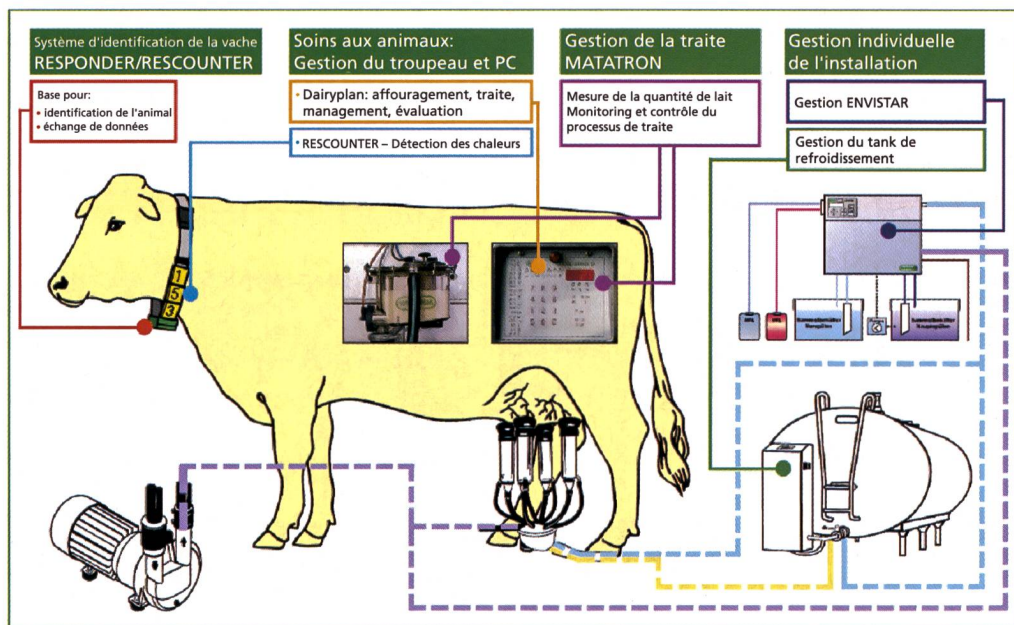 Système d'identification de la vache
RESPONDER/RESCOUNTER
Base pour:
• identification de l'animal
• échange de données
Soins aux animaux:
Gestion du troupeau et PC
• Dairyplan: affouragement, traite,
management, évaluation
• RESCOUNTER – Détection des chaleurs
Gestion de la traite
MATATRON
Mesure de la quantité de lait
Monitoring et contrôle du
processus de traite
Gestion individuelle
de l'installation
Gestion ENVISTAR
Gestion du tank de
refroidissement
1
5
3